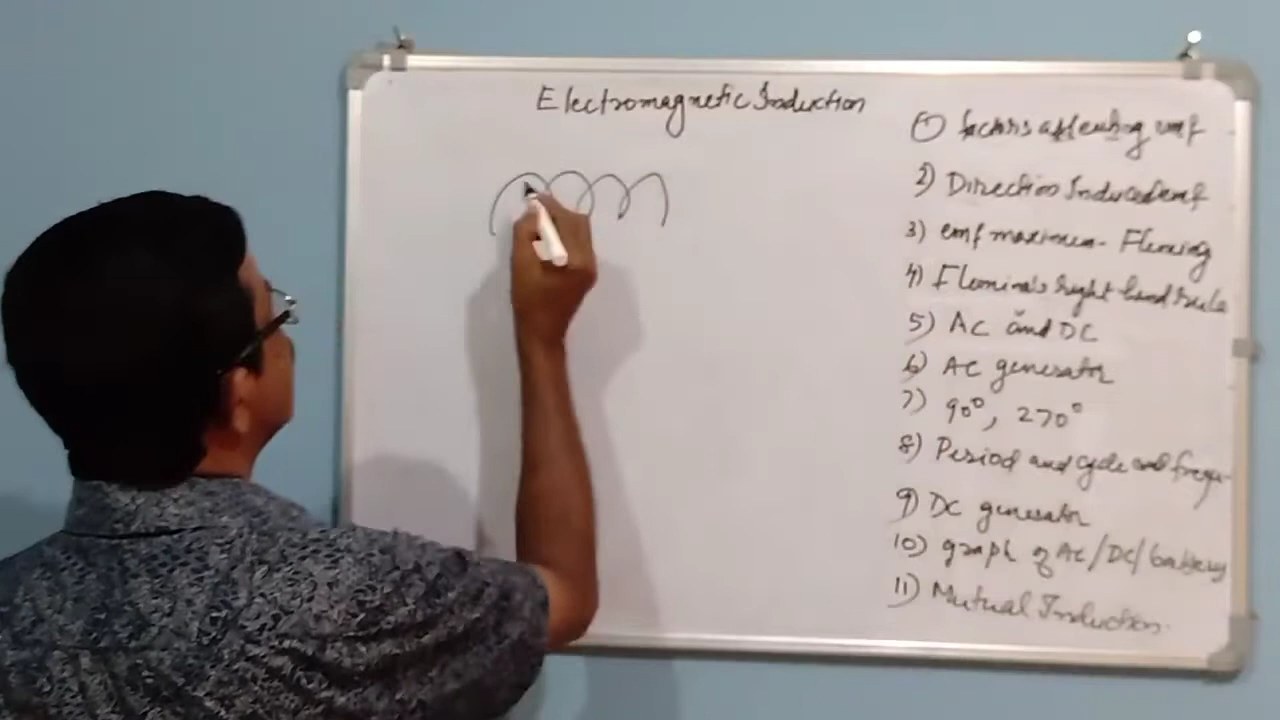 Electromagnetic Induction
1) factors affecting emf
2) Direction Induced emf
3) emf maximum - Fleming
4) Fleming's right hand rule
5) AC and DC
6) AC generator
7) 90°, 270°
8) Period and cycle and frequ-
9) DC generator
10) graph of AC/DC/battery
11) Mutual Induction